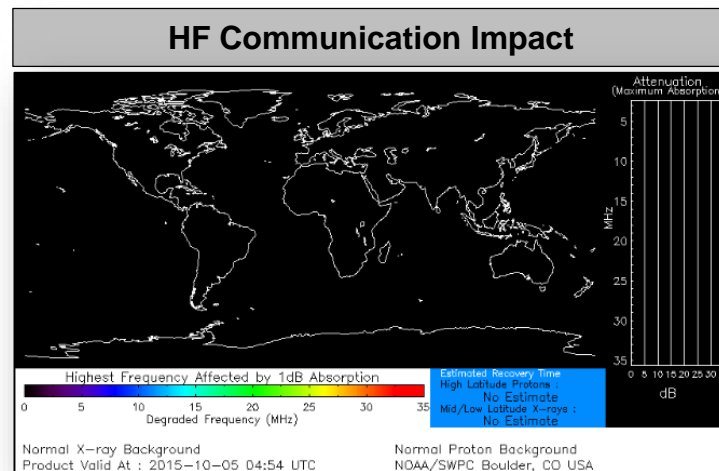 HF Communication Impact
Attenuation
(Maximum Absorption
5
10
15
20
25
30
35
MHz
0 5 10 15 20 25 30
dB
Highest Frequency Affected by 1dB Absorption
0 5 10 15 20 25 30 35
Degraded Frequency (MHz)
Estimated Recovery Time
High Latitude Protons :
No Estimate
Mid/Low Latitude X-rays :
No Estimate
Normal X-ray Background
Product Valid At : 2015-10-05 04:54 UTC
Normal Proton Background
NOAA/SWPC Boulder, CO USA